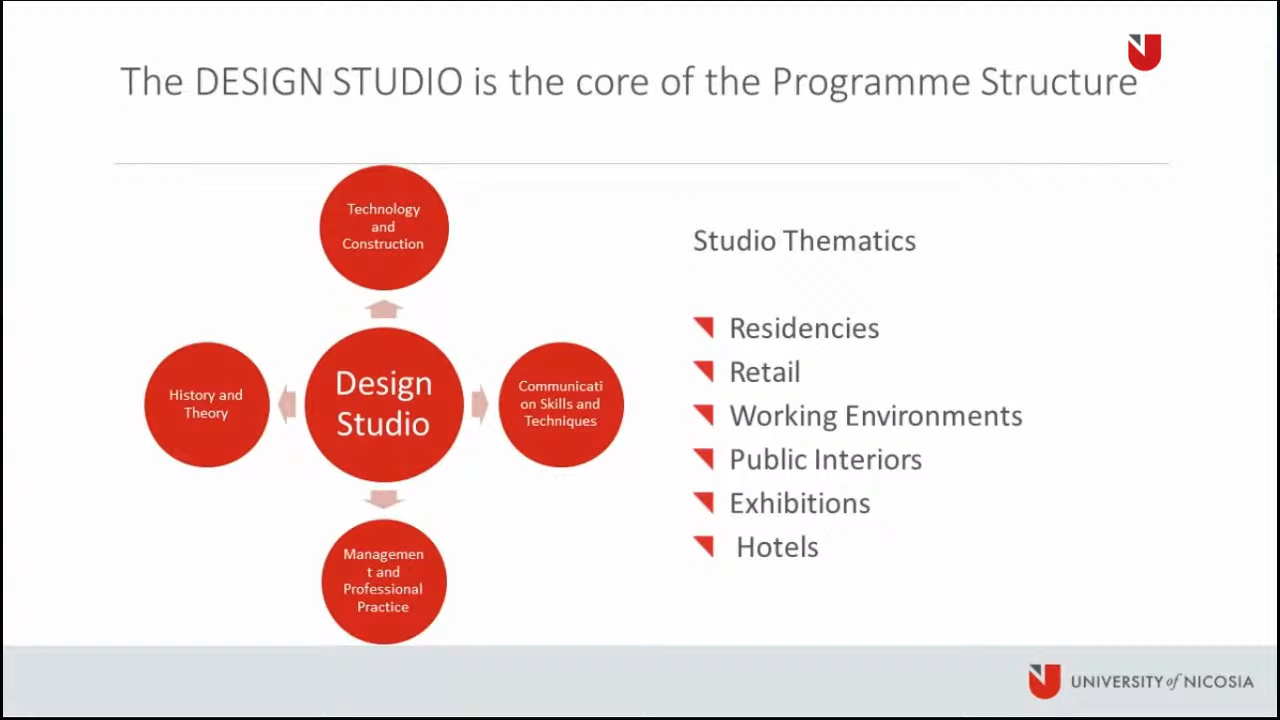 The DESIGN STUDIO is the core of the Programme Structure
Technology
and
Construction
History and
Theory
Design
Studio
Communicati
on Skills and
Techniques
Managemen
t and
Professional
Practice
Studio Thematics
Residencies
Retail
Working Environments
Public Interiors
Exhibitions
Hotels
UNIVERSITY of NICOSIA